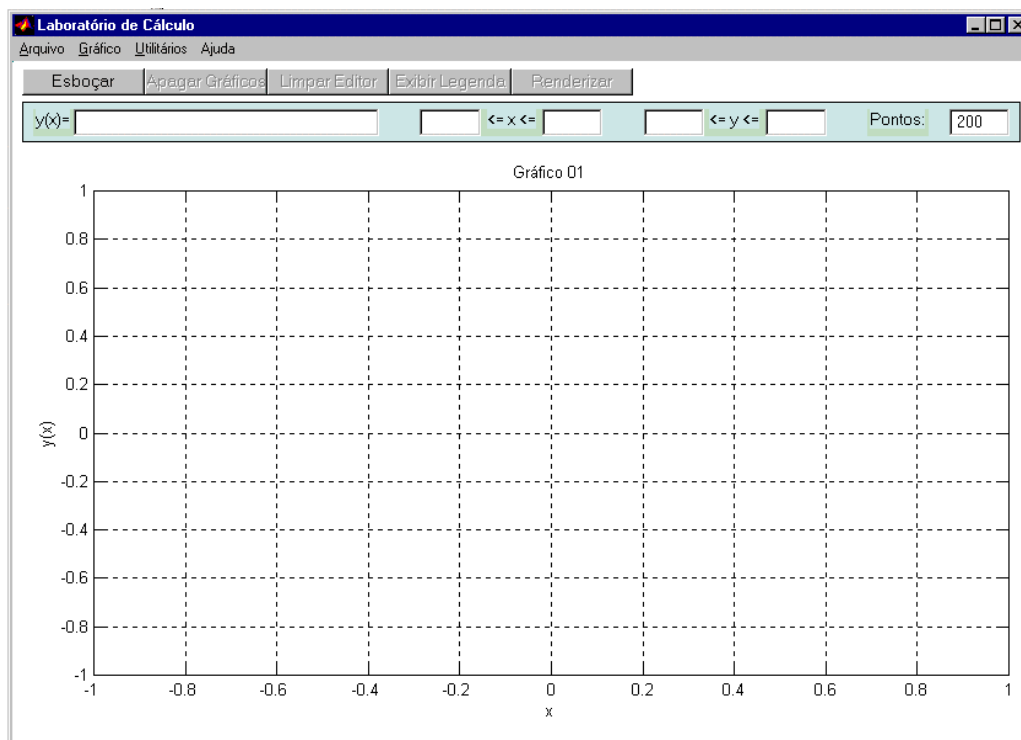 Laboratório de Cálculo
Arquivo Gráfico Utilitários Ajuda
Esboçar Apagar Gráficos Limpar Editor Exibir Legenda Renderizar
y(x)= <= x <= <= y <= Pontos: 200
Gráfico 01
1
0.8
0.6
0.4
0.2
0
-0.2
-0.4
-0.6
-0.8
-1
y(x)
-1 -0.8 -0.6 -0.4 -0.2 0 0.2 0.4 0.6 0.8 1
x